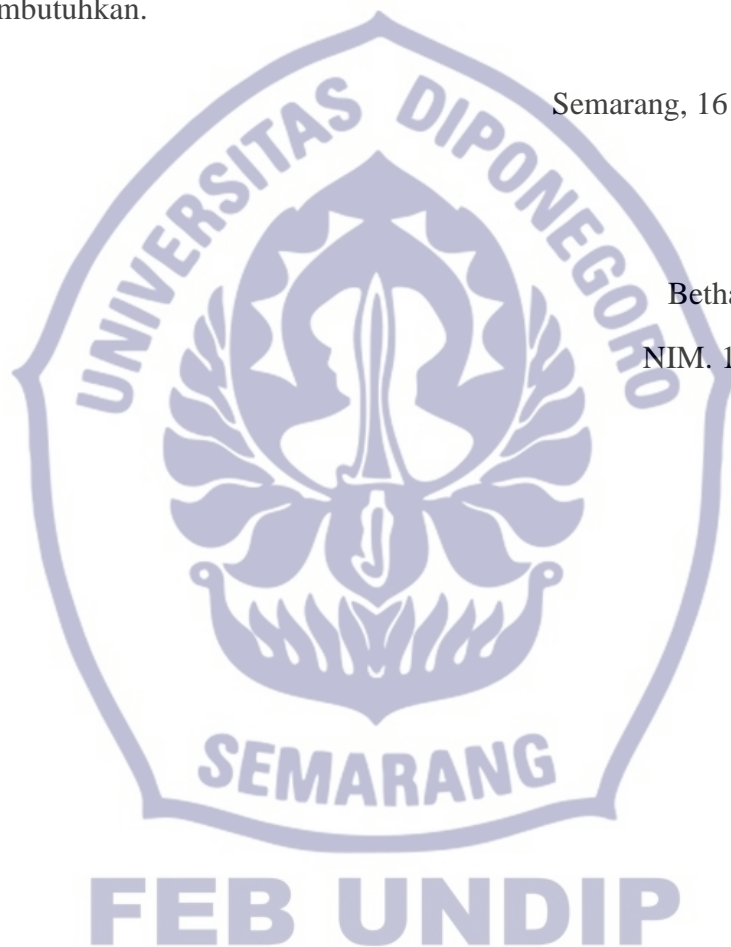 mbutuhkan.
Semarang, 16
Betha
NIM. 1
UNIVERSITAS DIPONEGORO
SEMARANG
FEB UNDIP